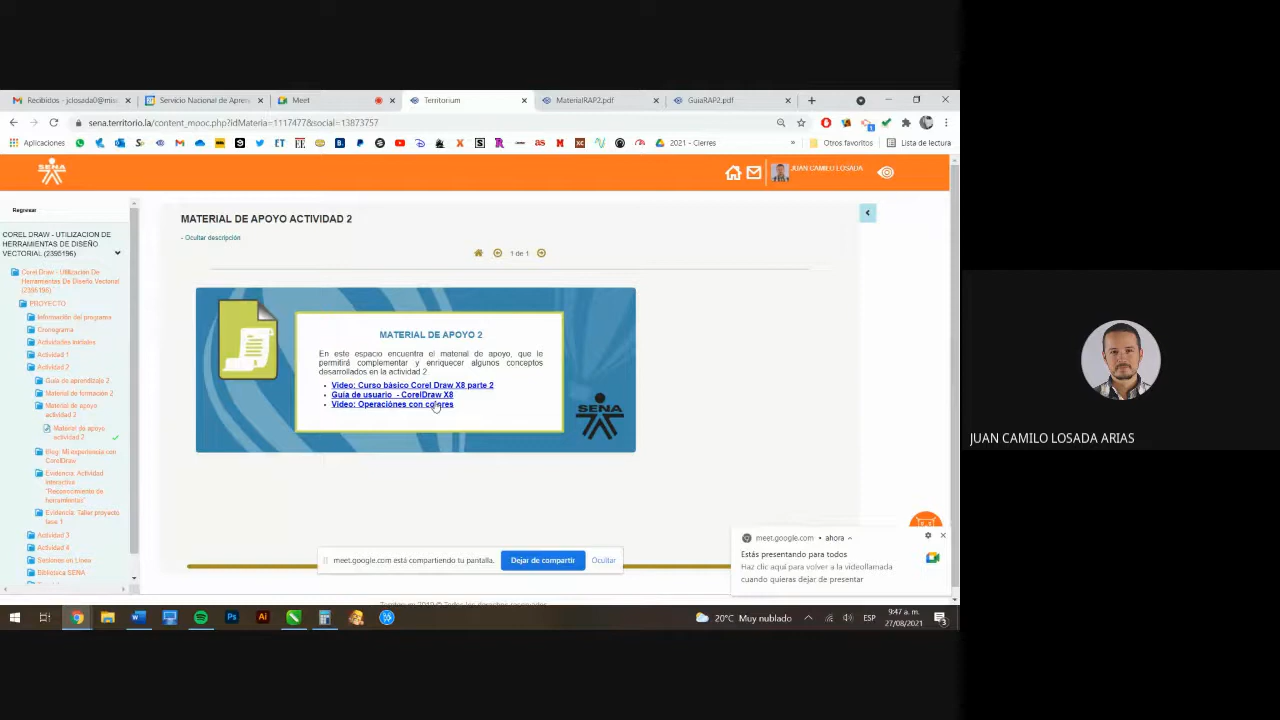 Recibidos - jclosada0@mis
Servicio Nacional de Apren
Meet
Territorium
MaterialRAP2.pdf
GuiaRAP2.pdf
sena.territorio.la/content_mooc.php?idMateria=1117477&social=13873757
Aplicaciones
2021 - Cierres
Otros favoritos
Lista de lectura
SENA
JUAN CAMILO LOSADA
Regresar
COREL DRAW - UTILIZACION DE
HERRAMIENTAS DE DISEÑO
VECTORIAL (2395196)
Corel Draw - Utilización De
Herramientas De Diseño Vectorial
(2395196)
PROYECTO
Información del programa
Cronograma
Actividades iniciales
Actividad 1
Actividad 2
Guia de aprendizaje 2
Material de formación 2
Material de apoyo
actividad 2
Material de apoyo
actividad 2
Blog: Mi experiencia con
CorelDraw
Evidencia: Actividad
interactiva
"Reconocimiento de
herramientas"
Evidencia: Taller proyecto
fase 1
Actividad 3
Actividad 4
Sesiones en Linea
Biblioteca SENA
MATERIAL DE APOYO ACTIVIDAD 2
- Ocultar descripción
1 de 1
MATERIAL DE APOYO 2
En este espacio encuentra el material de apoyo, que le
permitirá complementar y enriquecer algunos conceptos
desarrollados en la actividad 2.
Video: Curso básico Corel Draw X8 parte 2
Guia de usuario - CorelDraw X8
Video: Operaciónes con colores
SENA
meet.google.com está compartiendo tu pantalla.
Dejar de compartir
Ocultar
meet.google.com • ahora
Estás presentando para todos
Haz clic aquí para volver a la videollamada
cuando quieras dejar de presentar
20°C Muy nublado
ESP
9:47 a. m.
27/08/2021
JUAN CAMILO LOSADA ARIAS